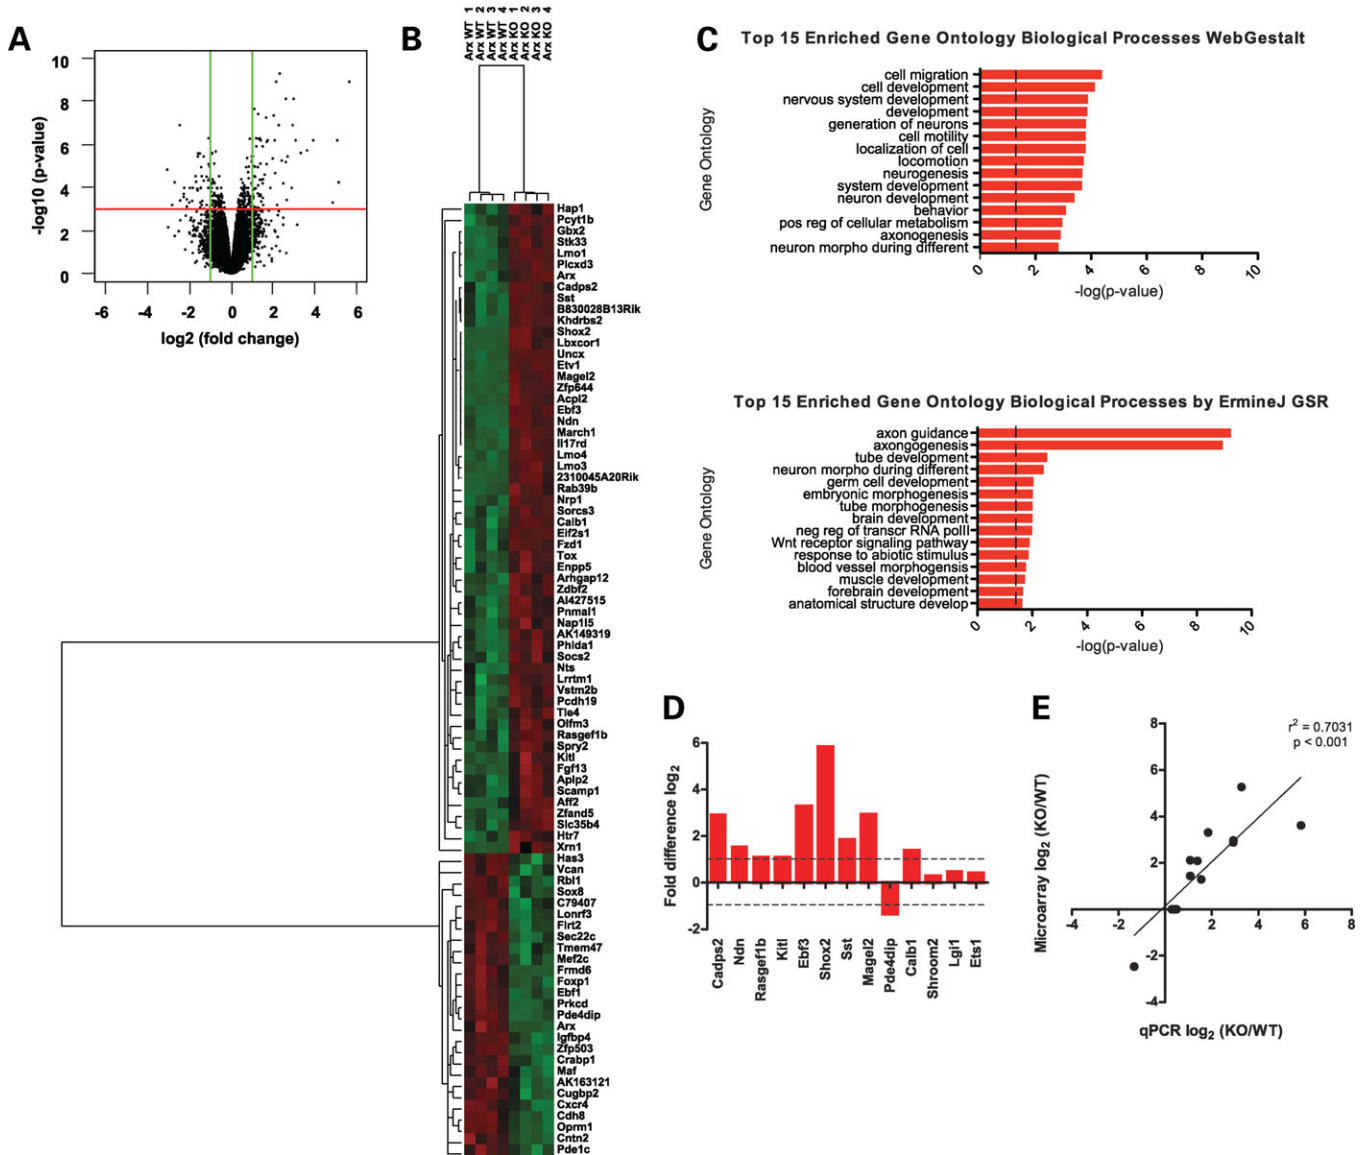 A
10
8
6
4
2
0
-log10 (p-value)
-6
-4
-2
0
2
4
6
log2 (fold change)
B
Arx WT 1
Arx WT 2
Arx WT 3
Arx WT 4
Arx KO 1
Arx KO 2
Arx KO 3
Arx KO 4
Hap1
Pcyt1b
Gbx2
Stk33
Lmo1
Plcxd3
Arx
Cadps2
Sst
B830028B13Rik
Khdrbs2
Shox2
Lbxcor1
Uncx
Etv1
Magel2
Zfp644
Acpl2
Ebf3
Ndn
March1
Il17rd
Lmo4
Lmo3
2310045A20Rik
Rab39b
Nrp1
Sorcs3
Calb1
Eif2s1
Fzd1
Tox
Enpp5
Arhgap12
Zdbf2
AI427515
Pnmal1
Nap1l5
AK149319
Phlda1
Socs2
Nts
Lrrtm1
Vstm2b
Pcdh19
Tle4
Olfm3
Rasgef1b
Spry2
Kitl
Fgf13
Aplp2
Scamp1
Aff2
Zfand5
Slc35b4
Htr7
Xrn1
Has3
Vcan
Rbl1
Sox8
C79407
Lonrf3
Flrt2
Sec22c
Tmem47
Mef2c
Frmd6
Foxp1
Ebf1
Prkcd
Pde4dip
Arx
Igfbp4
Zfp503
Crabp1
Maf
AK163121
Cugbp2
Cxcr4
Cdh8
Oprm1
Cntn2
Pde1c
C
Top 15 Enriched Gene Ontology Biological Processes WebGestalt
Gene Ontology
cell migration
cell development
nervous system development
development
generation of neurons
cell motility
localization of cell
locomotion
neurogenesis
system development
neuron development
behavior
pos reg of cellular metabolism
axonogenesis
neuron morpho during different
0
2
4
6
8
10
-log(p-value)
Top 15 Enriched Gene Ontology Biological Processes by ErmineJ GSR
Gene Ontology
axon guidance
axongogenesis
tube development
neuron morpho during different
germ cell development
embryonic morphogenesis
tube morphogenesis
brain development
neg reg of transcr RNA polII
Wnt receptor signaling pathway
response to abiotic stimulus
blood vessel morphogensis
muscle development
forebrain development
anatomical structure develop
0
2
4
6
8
10
-log(p-value)
D
Fold difference log2
6
4
2
0
-2
Cadps2
Ndn
Rasgef1b
Kitl
Ebf3
Shox2
Sst
Magel2
Pde4dip
Calb1
Shroom2
Lgi1
Ets1
E
r2 = 0.7031
p < 0.001
Microarray log2 (KO/WT)
8
6
4
2
-2
-4
-4
-2
2
4
6
8
qPCR log2 (KO/WT)